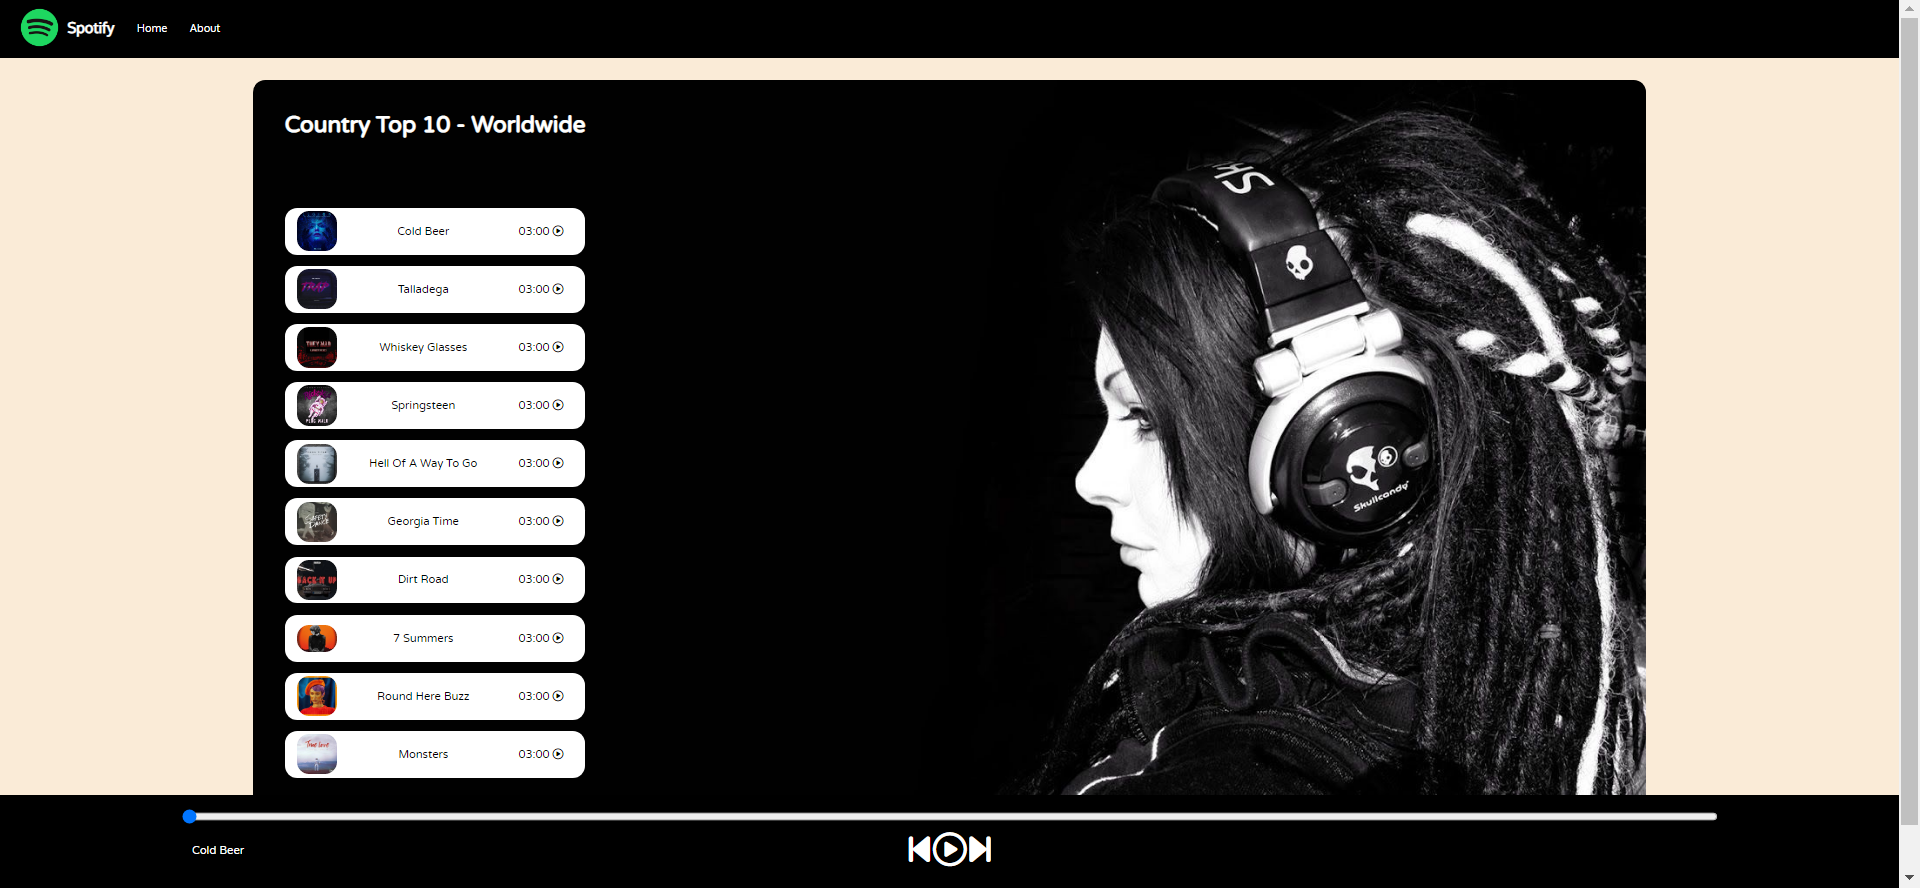 Spotify Home About
Country Top 10 - Worldwide
Cold Beer 03:00
Talladega 03:00
Whiskey Glasses 03:00
Springsteen 03:00
Hell Of A Way To Go 03:00
Georgia Time 03:00
Dirt Road 03:00
7 Summers 03:00
Round Here Buzz 03:00
Monsters 03:00
Skullcandy
Cold Beer